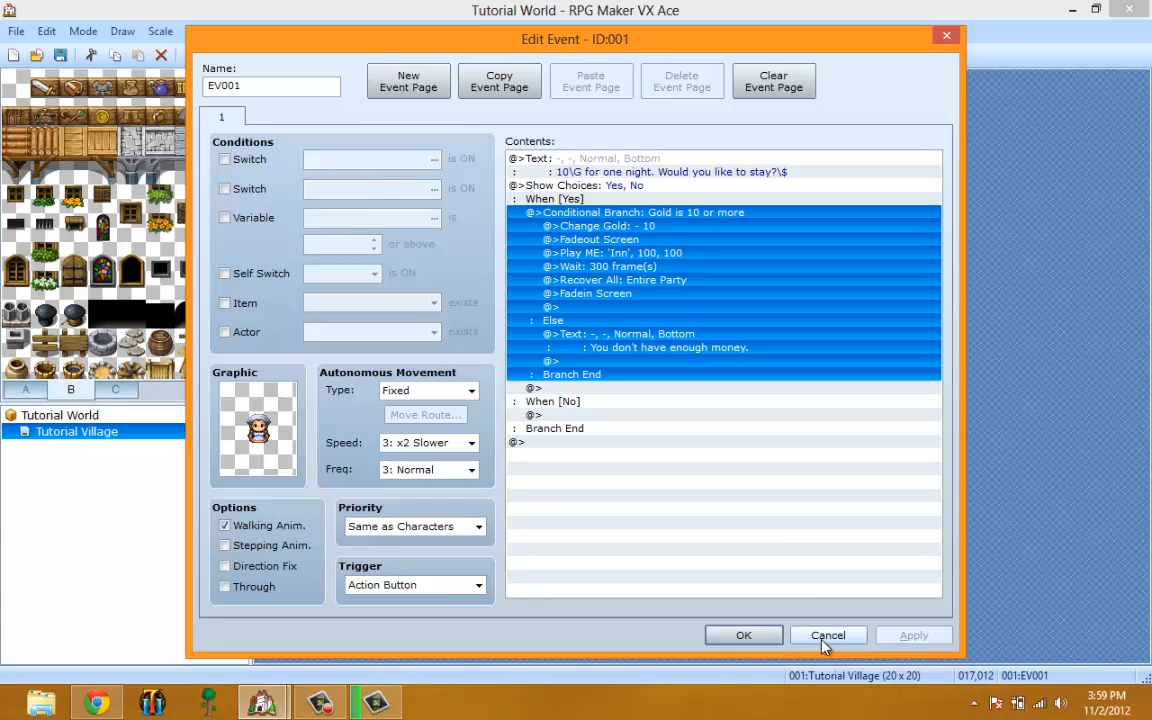 Tutorial World - RPG Maker VX Ace
File Edit Mode Draw Scale
Edit Event - ID:001
Name:
EV001
New Event Page
Copy Event Page
Paste Event Page
Delete Event Page
Clear Event Page
1
Conditions
Switch ... is ON
Switch ... is ON
Variable ... is
or above
Self Switch is ON
Item exists
Actor exists
Graphic
Autonomous Movement
Type: Fixed
Move Route...
Speed: 3: x2 Slower
Freq: 3: Normal
Options
Walking Anim.
Stepping Anim.
Direction Fix
Through
Priority
Same as Characters
Trigger
Action Button
Contents:
@>Text: -, -, Normal, Bottom
: : 10\G for one night. Would you like to stay?\$
@>Show Choices: Yes, No
: When [Yes]
@>Conditional Branch: Gold is 10 or more
@>Change Gold: - 10
@>Fadeout Screen
@>Play ME: 'Inn', 100, 100
@>Wait: 300 frame(s)
@>Recover All: Entire Party
@>Fadein Screen
@>
: Else
@>Text: -, -, Normal, Bottom
: : You don't have enough money.
@>
: Branch End
@>
: When [No]
@>
: Branch End
@>
OK Cancel Apply
A B C
Tutorial World
Tutorial Village
001:Tutorial Village (20 x 20) 017,012 001:EV001
3:59 PM
11/2/2012